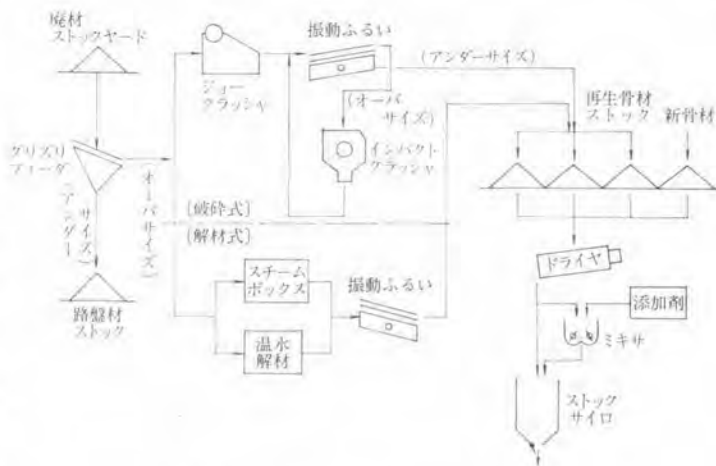 廃材
ストックヤード
グリズリ
フィーダ
(アンダー
サイズ)
(オーバサイズ)
路盤材
ストック
ジョー
クラッシャ
振動ふるい
(アンダーサイズ)
(オーバ
サイズ)
インパクト
クラッシャ
[破砕式]
[解材式]
スチーム
ボックス
温水
解材
振動ふるい
再生骨材
ストック
新骨材
ドライヤ
添加剤
ミキサ
ストック
サイロ